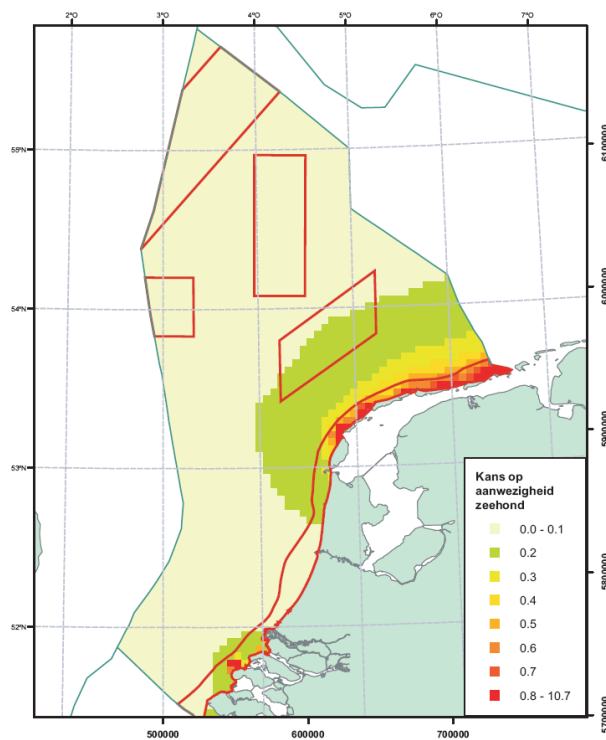 2°O 3°O 4°O 5°O 6°O 7°O
55°N
54°N
53°N
52°N
6100000
6000000
5900000
5800000
5700000
Kans op
aanwezigheid
zeehond
0.0 - 0.1
0.2
0.3
0.4
0.5
0.6
0.7
0.8 - 10.7
500000 600000 700000